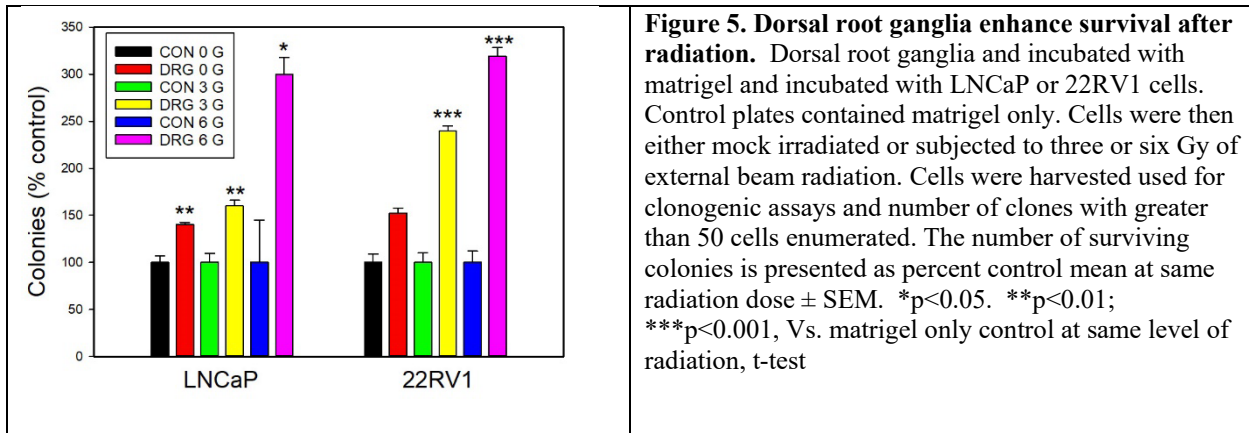 350
300
250
200
150
100
50
0
Colonies (% control)
CON 0 G
DRG 0 G
CON 3 G
DRG 3 G
CON 6 G
DRG 6 G
**
**
*
***
***
LNCaP
22RV1
Figure 5. Dorsal root ganglia enhance survival after
radiation. Dorsal root ganglia and incubated with
matrigel and incubated with LNCaP or 22RV1 cells.
Control plates contained matrigel only. Cells were then
either mock irradiated or subjected to three or six Gy of
external beam radiation. Cells were harvested used for
clonogenic assays and number of clones with greater
than 50 cells enumerated. The number of surviving
colonies is presented as percent control mean at same
radiation dose ± SEM. *p<0.05. **p<0.01;
***p<0.001, Vs. matrigel only control at same level of
radiation, t-test